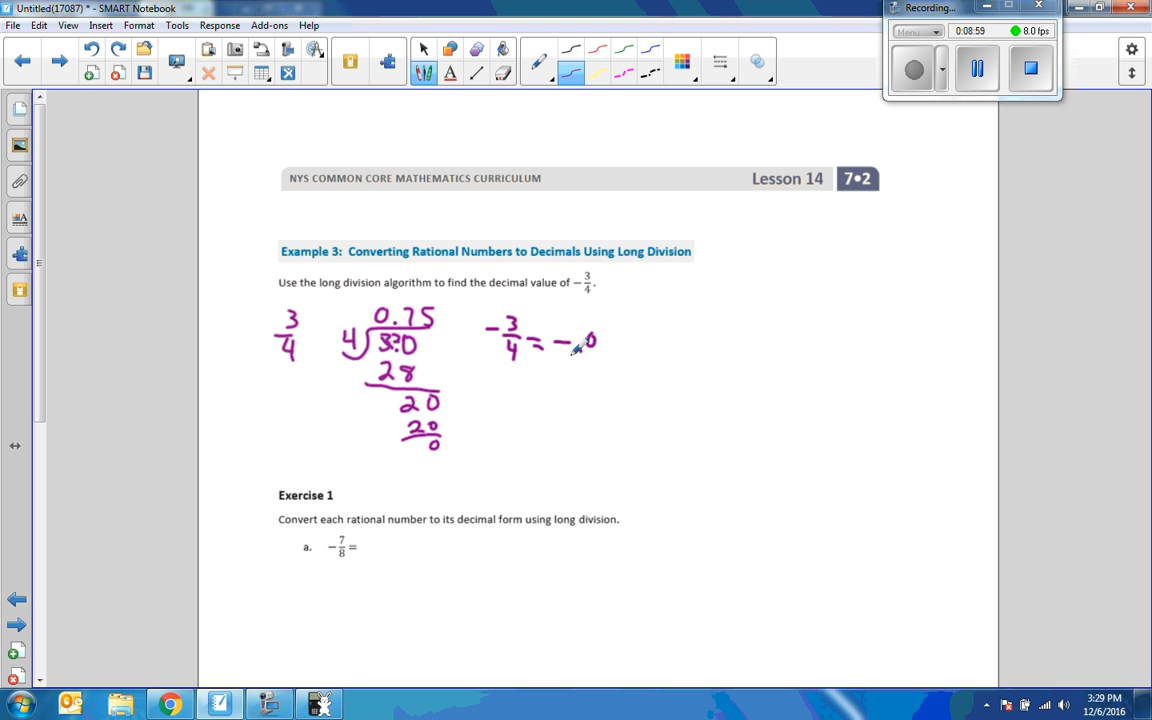 Untitled(17087) * - SMART Notebook
File Edit View Insert Format Tools Response Add-ons Help
Recording...
Menu 0:08:59 8.0 fps
NYS COMMON CORE MATHEMATICS CURRICULUM Lesson 14 7•2
Example 3: Converting Rational Numbers to Decimals Using Long Division
Use the long division algorithm to find the decimal value of −3/4.
0.75
3/4 4 3.0 -3/4 = - .0
28
20
20
0
Exercise 1
Convert each rational number to its decimal form using long division.
a. −7/8 =
3:29 PM
12/6/2016